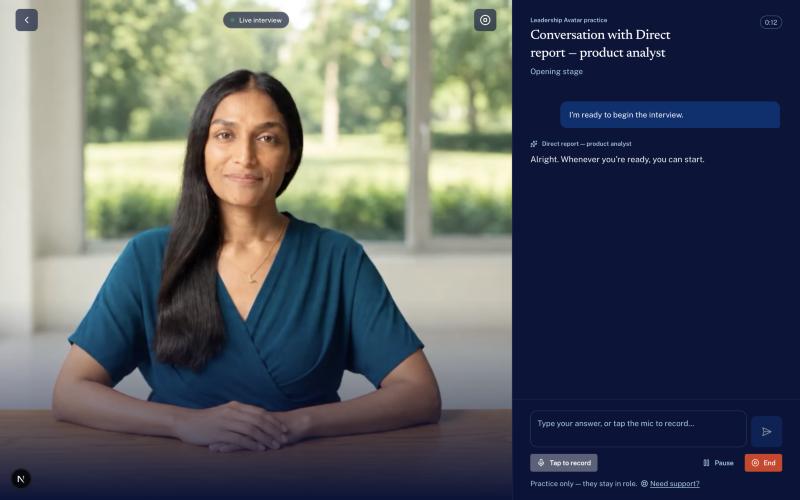 Live interview
Leadership Avatar practice
0:12
Conversation with Direct
report — product analyst
Opening stage
I'm ready to begin the interview.
Direct report — product analyst
Alright. Whenever you're ready, you can start.
Type your answer, or tap the mic to record...
Tap to record
Pause
End
Practice only — they stay in role.
Need support?
N